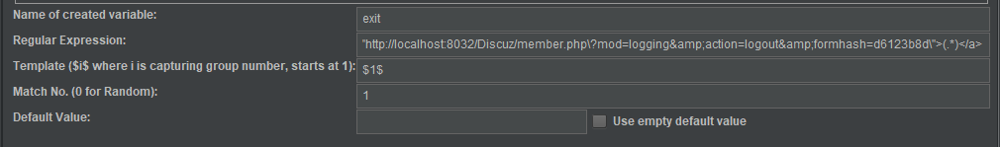 Name of created variable: exit
Regular Expression: "http://localhost:8032/Discuz/member.php\?mod=logging&amp;action=logout&amp;formhash=d6123b8d\">(.*)</a>
Template ($i$ where i is capturing group number, starts at 1): $1$
Match No. (0 for Random): 1
Default Value: Use empty default value